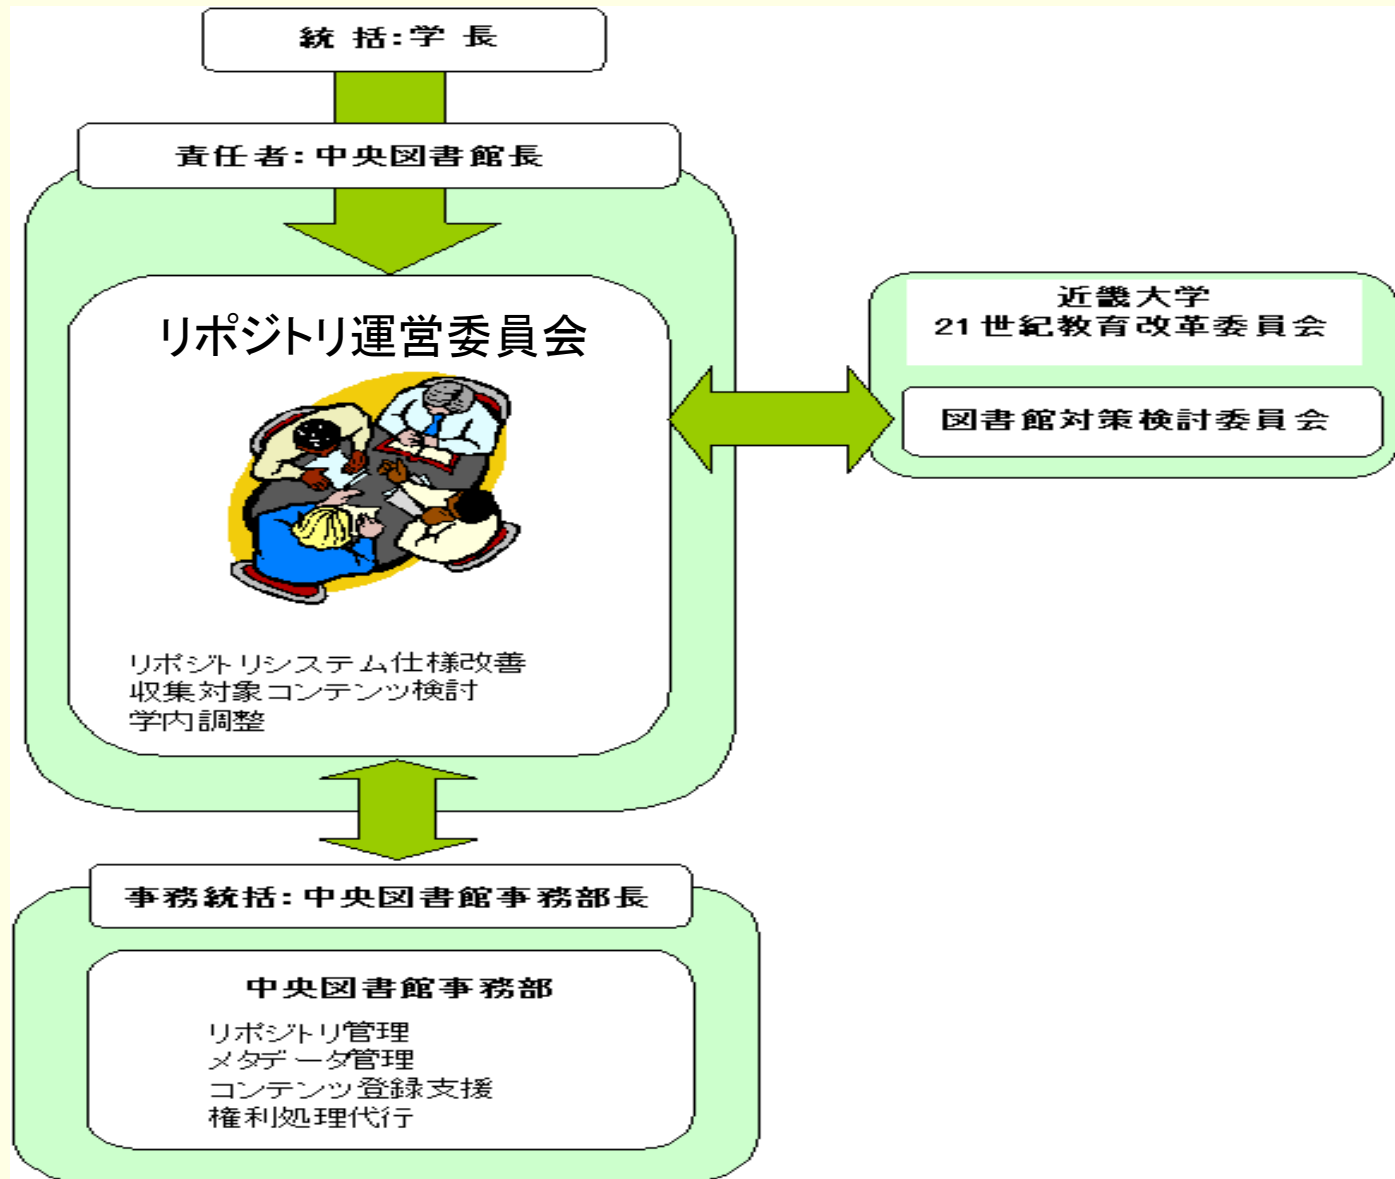 統 括：学 長
責任者：中央図書館長
リポジトリ運営委員会
リポジトリシステム仕様改善
収集対象コンテンツ検討
学内調整
近畿大学
21世紀教育改革委員会
図書館対策検討委員会
事務統括：中央図書館事務部長
中央図書館事務部
リポジトリ管理
メタデータ管理
コンテンツ登録支援
権利処理代行